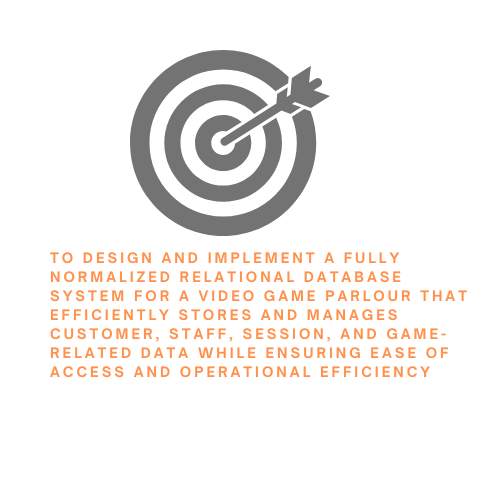 TO DESIGN AND IMPLEMENT A FULLY
NORMALIZED RELATIONAL DATABASE
SYSTEM FOR A VIDEO GAME PARLOUR THAT
EFFICIENTLY STORES AND MANAGES
CUSTOMER, STAFF, SESSION, AND GAME-
RELATED DATA WHILE ENSURING EASE OF
ACCESS AND OPERATIONAL EFFICIENCY